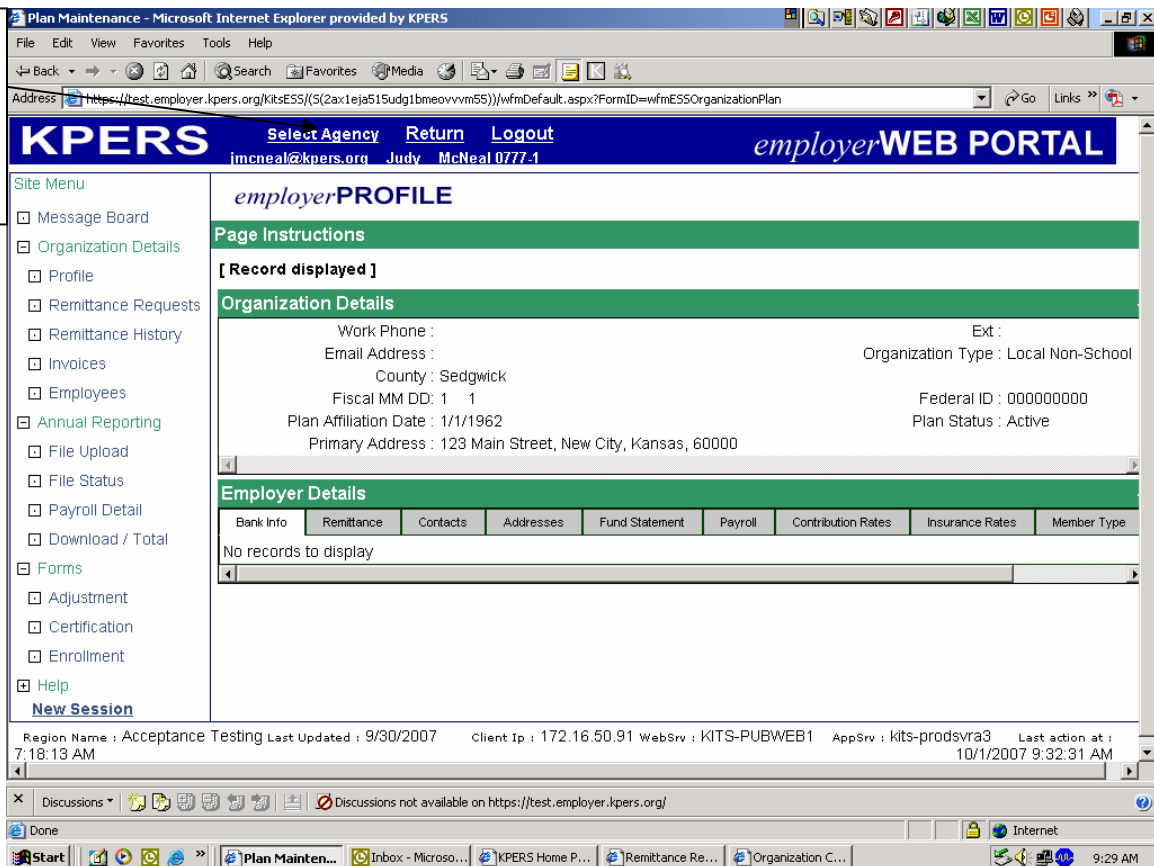 Plan Maintenance - Microsoft Internet Explorer provided by KPERS
File Edit View Favorites Tools Help
Back Search Favorites Media
Address https://test.employer.kpers.org/KitsESS/(S(2ax1eja515udg1bmeovvvm55))/wfmDefault.aspx?FormID=wfmESSOrganizationPlan Go Links »
KPERS Select Agency Return Logout employerWEB PORTAL
jmcneal@kpers.org Judy McNeal 0777-1
Site Menu
Message Board
Organization Details
Profile
Remittance Requests
Remittance History
Invoices
Employees
Annual Reporting
File Upload
File Status
Payroll Detail
Download / Total
Forms
Adjustment
Certification
Enrollment
Help
New Session
employerPROFILE
Page Instructions
[ Record displayed ]
Organization Details
Work Phone : Ext :
Email Address : Organization Type : Local Non-School
County : Sedgwick
Fiscal MM DD: 1 1 Federal ID : 000000000
Plan Affiliation Date : 1/1/1962 Plan Status : Active
Primary Address : 123 Main Street, New City, Kansas, 60000
Employer Details
Bank Info Remittance Contacts Addresses Fund Statement Payroll Contribution Rates Insurance Rates Member Type
No records to display
Region Name : Acceptance Testing Last Updated : 9/30/2007 Client Ip : 172.16.50.91 WebSrv : KITS-PUBWEB1 AppSrv : kits-prodsvra3 Last action at :
7:18:13 AM 10/1/2007 9:32:31 AM
Discussions Discussions not available on https://test.employer.kpers.org/
Done Internet
Start » Plan Mainten... Inbox - Microso... KPERS Home P... Remittance Re... Organization C... 9:29 AM